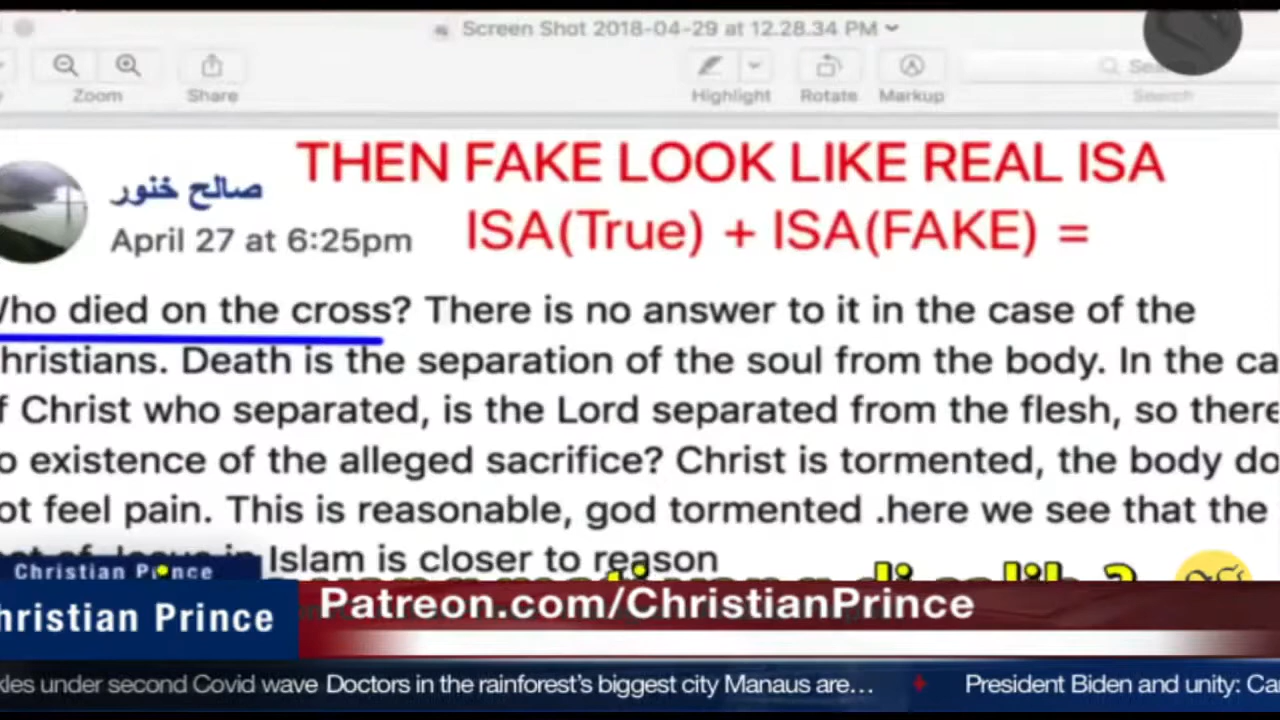 Screen Shot 2018-04-29 at 12.28.34 PM
Zoom
Share
Highlight
Rotate
Markup
Search
THEN FAKE LOOK LIKE REAL ISA
صالح خنور
ISA(True) + ISA(FAKE) =
April 27 at 6:25pm
ho died on the cross? There is no answer to it in the case of the
hristians. Death is the separation of the soul from the body. In the ca
f Christ who separated, is the Lord separated from the flesh, so there
o existence of the alleged sacrifice? Christ is tormented, the body do
ot feel pain. This is reasonable, god tormented .here we see that the
Jesus in Islam is closer to reason
Christian Prince
hristian Prince
Patreon.com/ChristianPrince
kles under second Covid wave Doctors in the rainforest's biggest city Manaus are… President Biden and unity: Ca